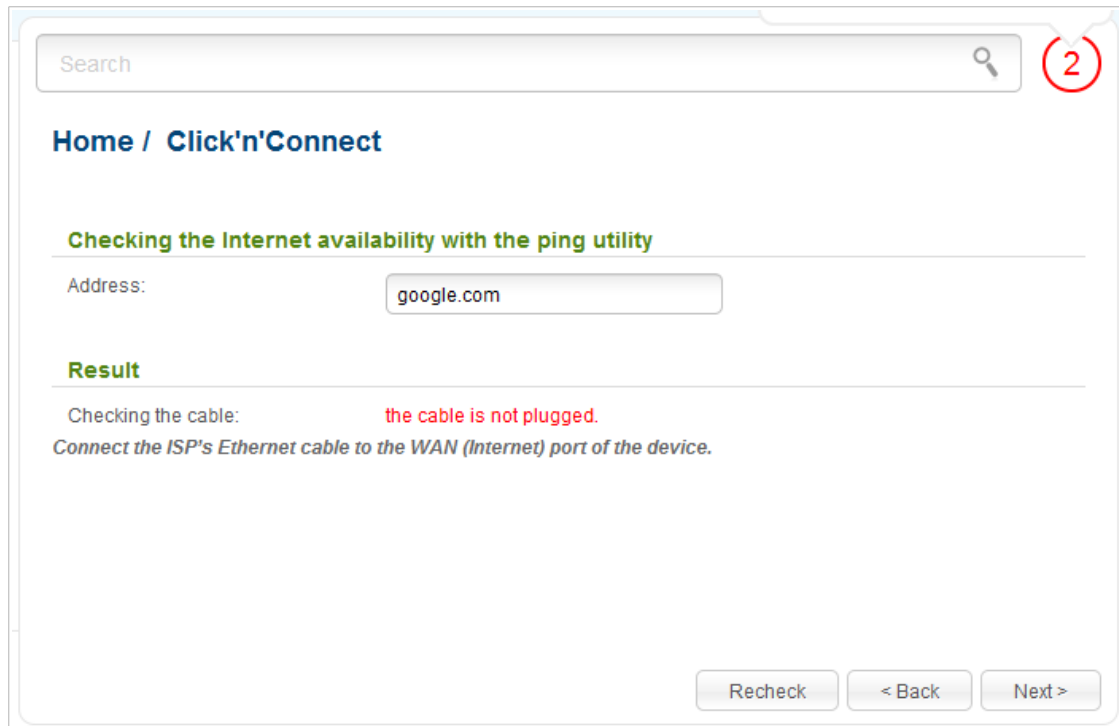 Search
2
Home / Click'n'Connect
Checking the Internet availability with the ping utility
Address:
google.com
Result
Checking the cable: the cable is not plugged.
Connect the ISP's Ethernet cable to the WAN (Internet) port of the device.
Recheck < Back Next >